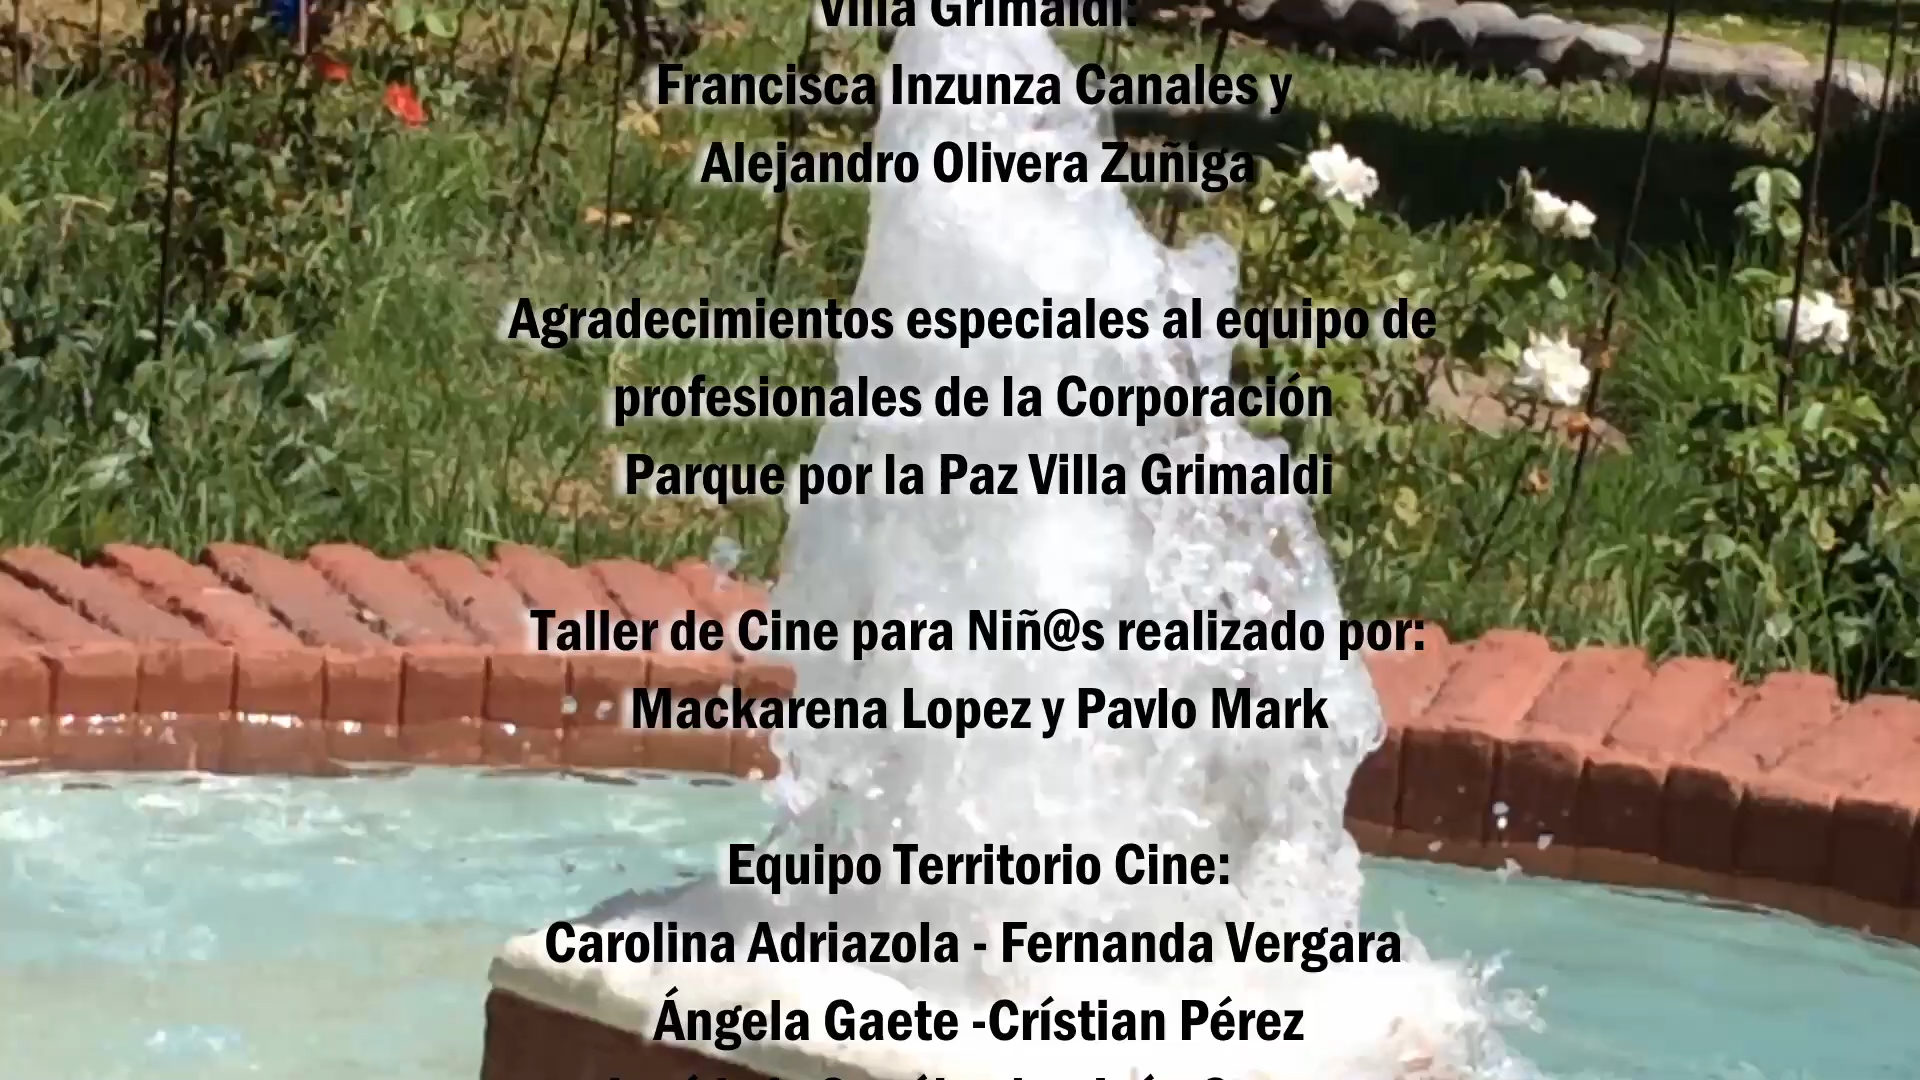 Villa Grimaldi:
Francisca Inzunza Canales y
Alejandro Olivera Zuñiga
Agradecimientos especiales al equipo de
profesionales de la Corporación
Parque por la Paz Villa Grimaldi
Taller de Cine para Niñ@s realizado por:
Mackarena Lopez y Pavlo Mark
Equipo Territorio Cine:
Carolina Adriazola - Fernanda Vergara
Ángela Gaete -Crístian Pérez